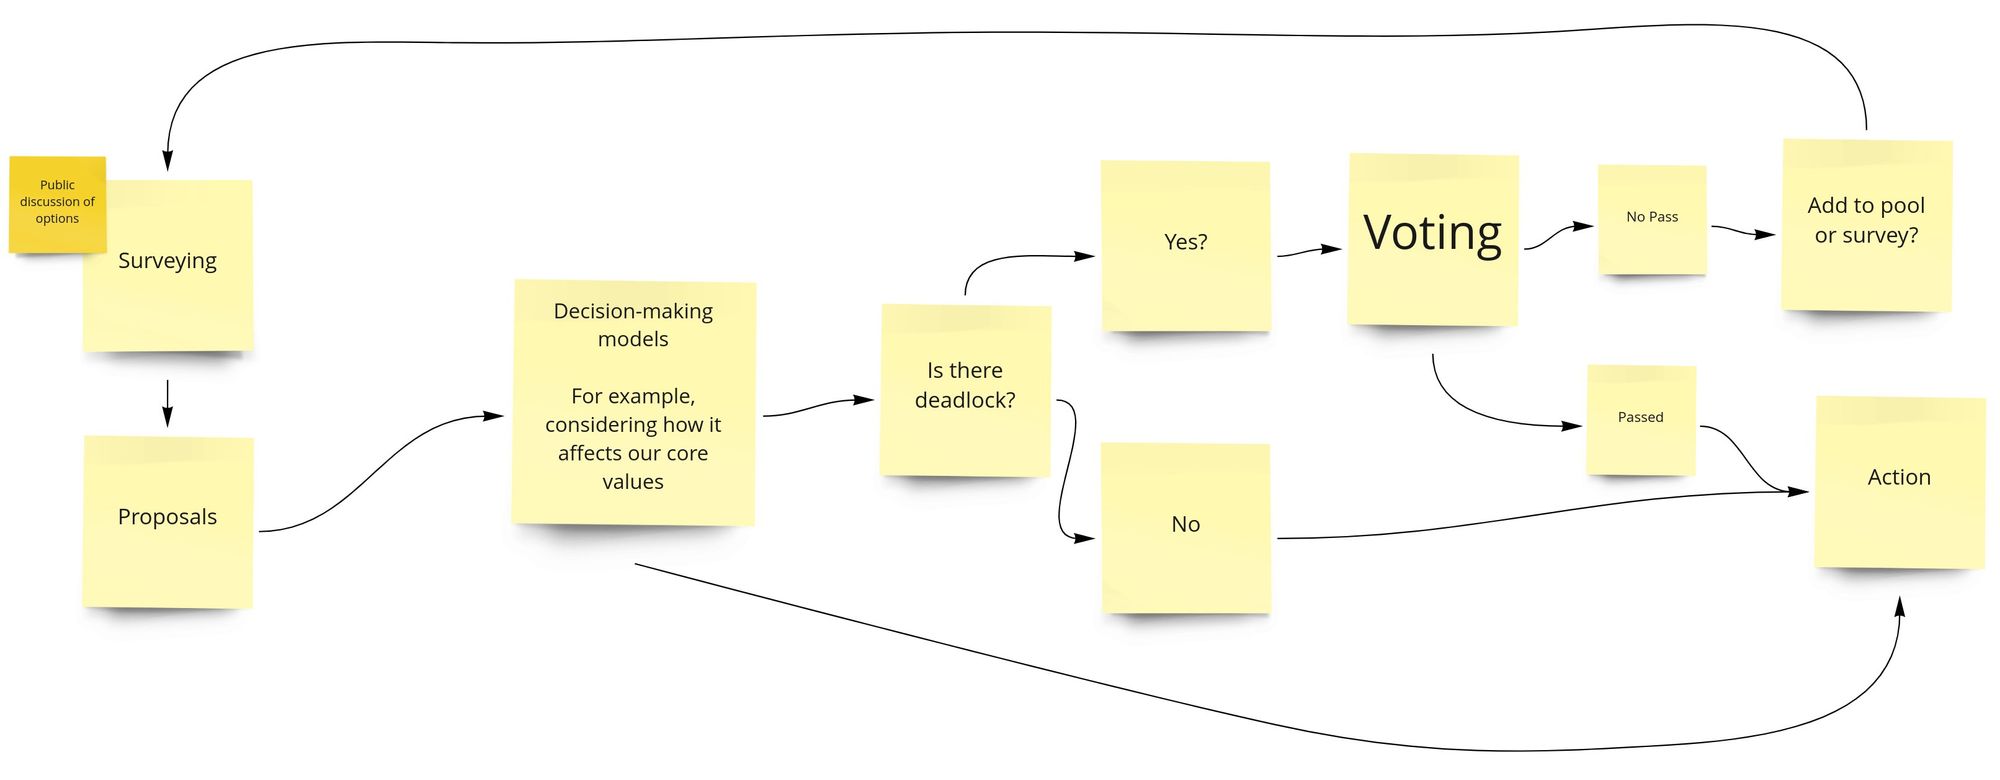 Public
discussion of
options
Surveying
Proposals
Decision-making
models
For example,
considering how it
affects our core
values
Is there
deadlock?
Yes?
No
Voting
No Pass
Passed
Add to pool
or survey?
Action